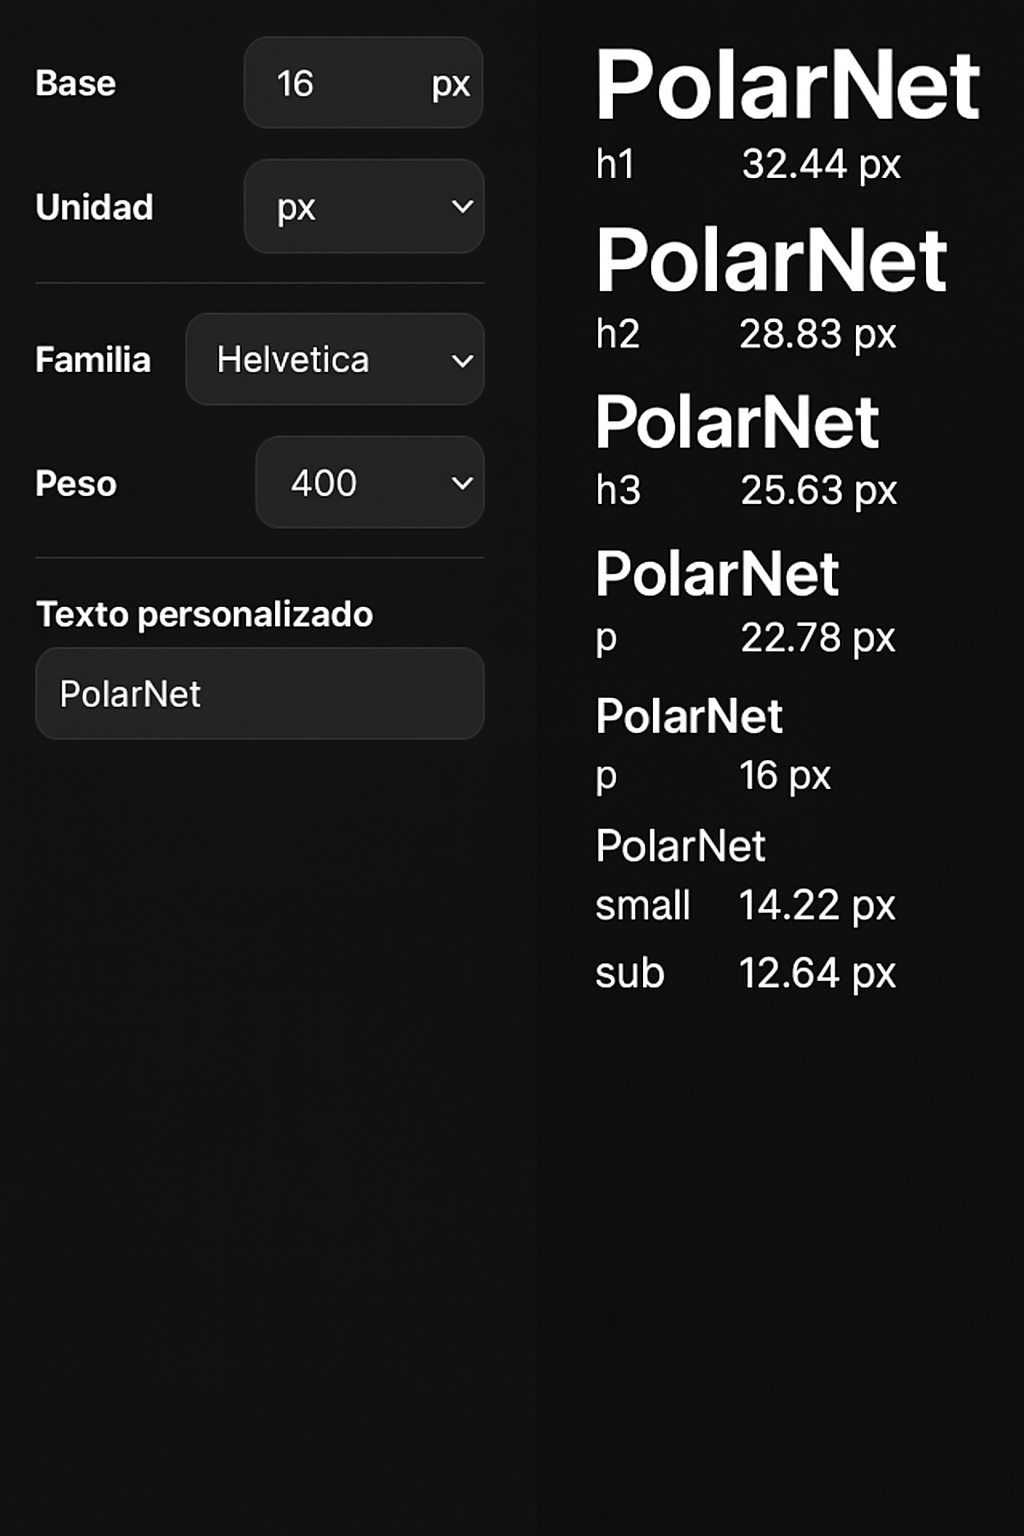 Base
16 px
Unidad
px
Familia
Helvetica
Peso
400
Texto personalizado
PolarNet
PolarNet
h1 32.44 px
PolarNet
h2 28.83 px
PolarNet
h3 25.63 px
PolarNet
p 22.78 px
PolarNet
p 16 px
PolarNet
small 14.22 px
sub 12.64 px